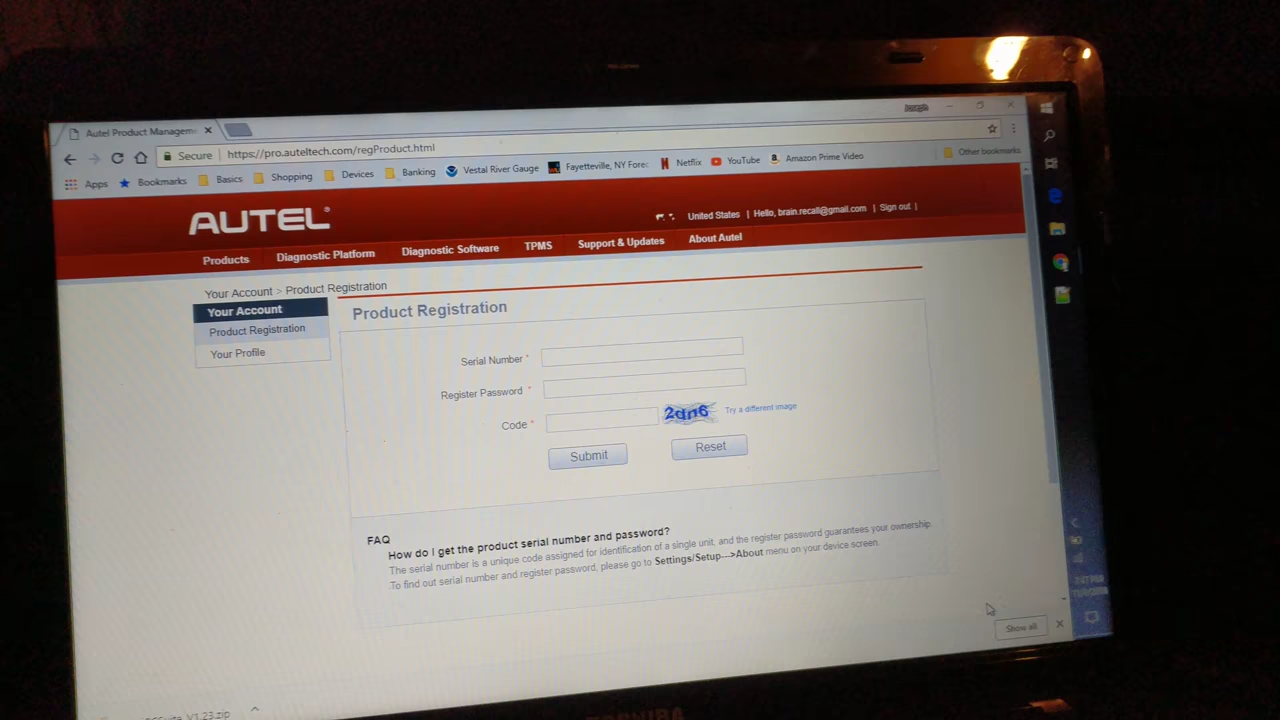 Autel Product Managem
Secure https://pro.auteltech.com/regProduct.html
Apps Bookmarks Basics Shopping Devices Banking Vestal River Gauge Fayetteville, NY Fore Netflix YouTube Amazon Prime Video Other bookmarks
AUTEL®
United States | Hello, brain.recall@gmail.com | Sign out |
Products Diagnostic Platform Diagnostic Software TPMS Support & Updates About Autel
Your Account > Product Registration
Your Account
Product Registration
Your Profile
Product Registration
Serial Number *
Register Password *
Code * 2dn6 Try a different image
Submit Reset
FAQ
How do I get the product serial number and password?
The serial number is a unique code assigned for identification of a single unit, and the register password guarantees your ownership.
To find out serial number and register password, please go to Settings/Setup--->About menu on your device screen.
Show all
V1.23.zip
TOSHIBA